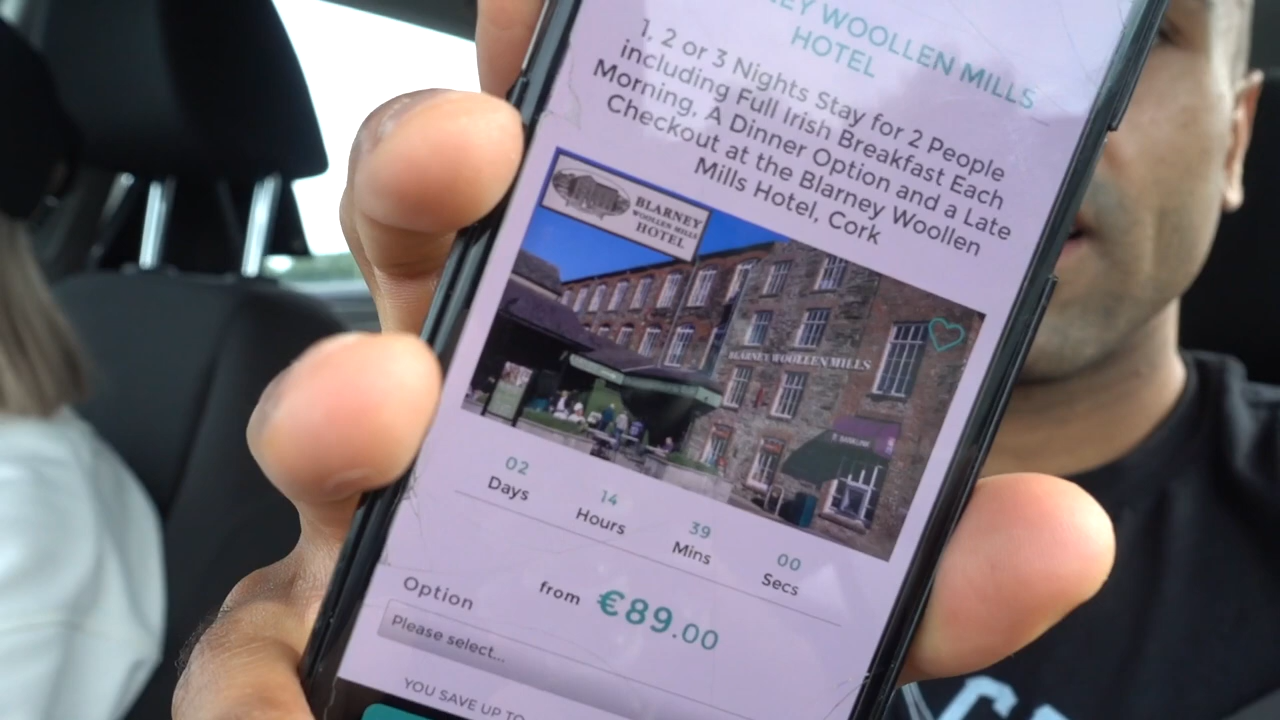 WOOLLEN MILLS
HOTEL
1, 2 or 3 Nights Stay for 2 People
including Full Irish Breakfast Each
Morning, A Dinner Option and a Late
Checkout at the Blarney Woollen
Mills Hotel, Cork
BLARNEY
WOOLLEN MILLS
HOTEL
BLARNEY WOOLLEN MILLS
02
Days
14
Hours
39
Mins
00
Secs
from €89.00
Option
Please select...
YOU SAVE UP TO